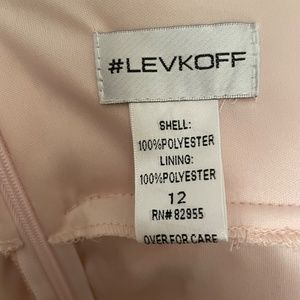 #LEVKOFF
SHELL:
100%POLYESTER
LINING:
100%POLYESTER
12
RN# 82955
OVER FOR CARE